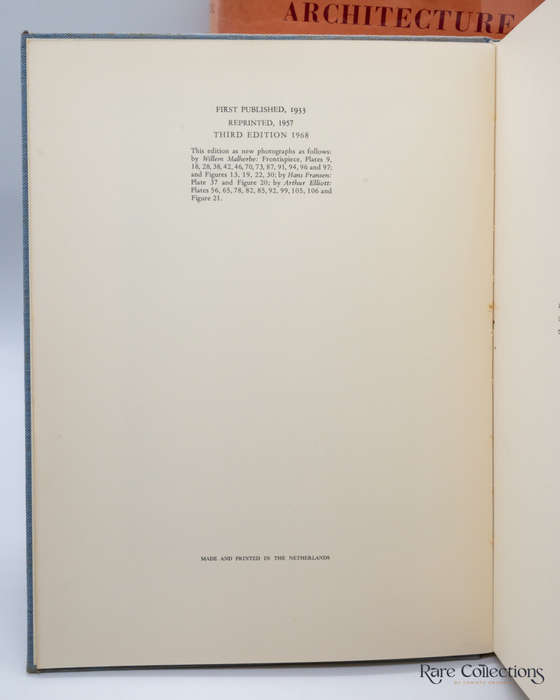 ARCHITECTURE
FIRST PUBLISHED, 1933
REPRINTED, 1957
THIRD EDITION 1968
This edition as new photographs as follows:
by Willem Malherbe: Frontispiece, Plates 9,
18, 28, 38, 42, 46, 70, 73, 87, 91, 94, 96 and 97;
and Figures 13, 19, 22, 30; by Hans Fransen:
Plate 37 and Figure 20; by Arthur Elliott:
Plates 56, 65, 78, 82, 85, 92, 99, 105, 106 and
Figure 21.
MADE AND PRINTED IN THE NETHERLANDS
Rare Collections